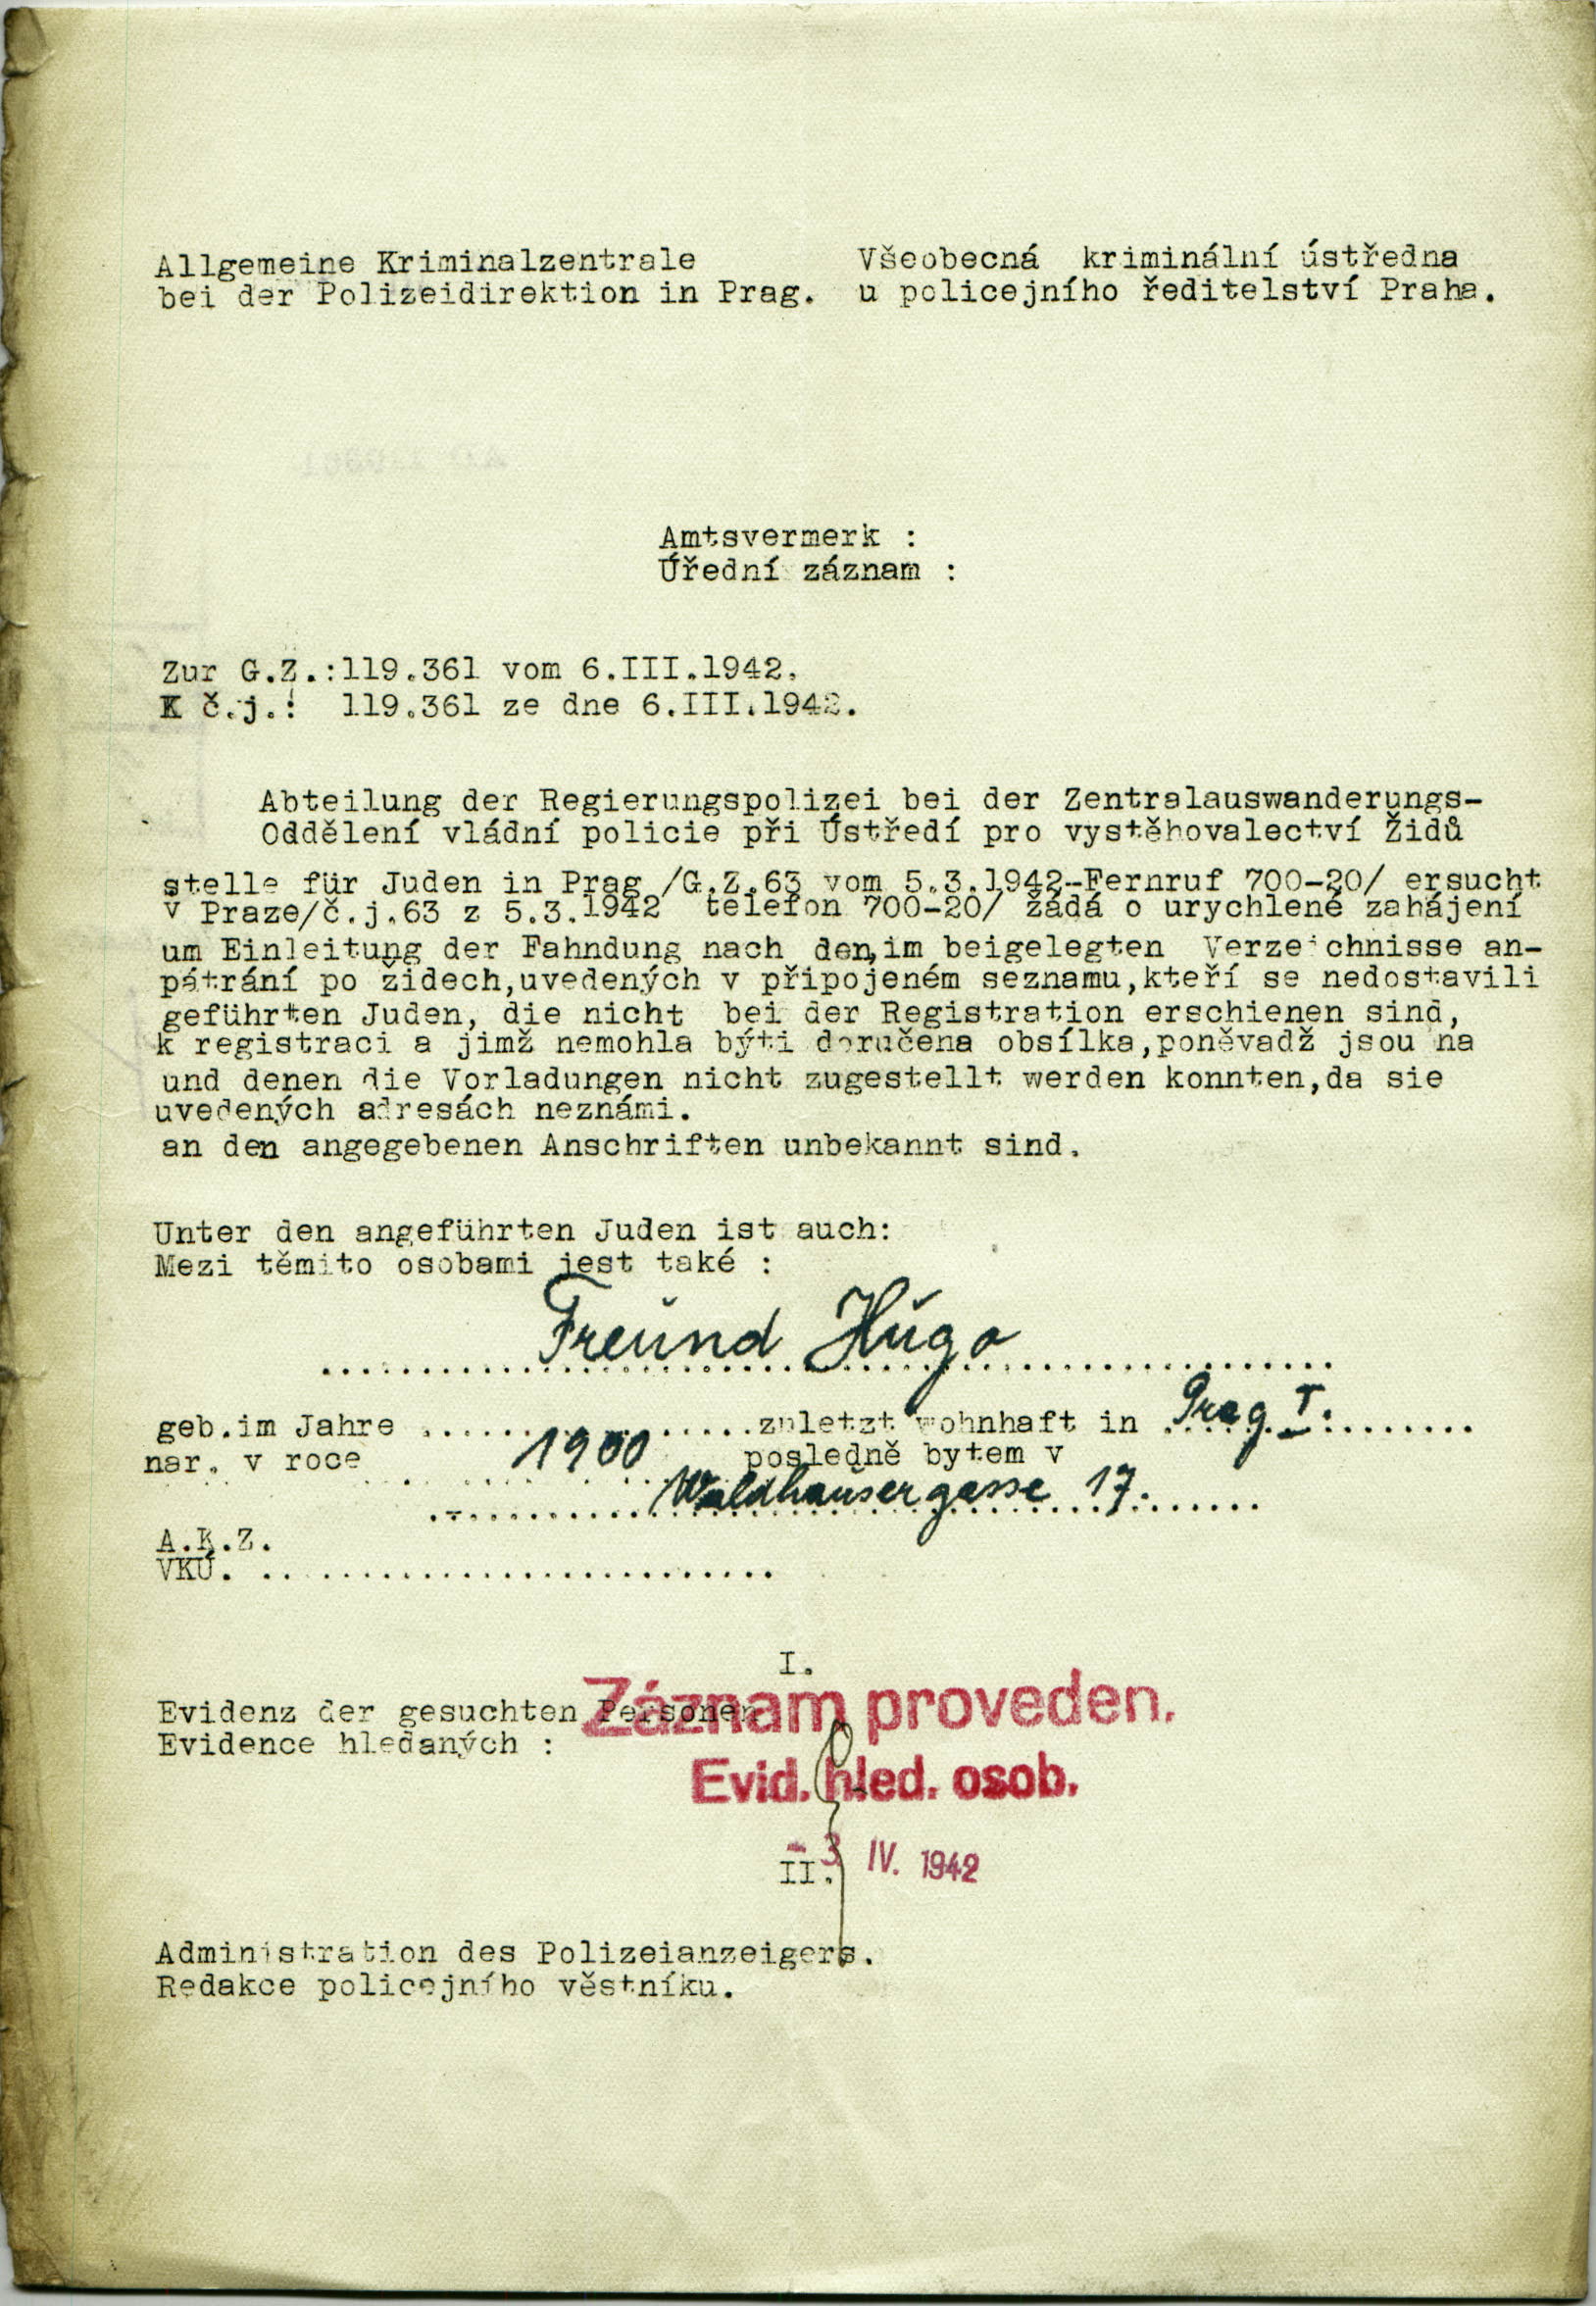 Allgemeine Kriminalzentrale
bei der Polizeidirektion in Prag.
Všeobecná kriminální ústředna
u policejního ředitelství Praha.
Amtsvermerk :
Úřední záznam :
Zur G.Z.:119.361 vom 6.III.1942.
K č.j.: 119.361 ze dne 6.III.1942.
Abteilung der Regierungspolizei bei der Zentralauswanderungs-
Oddělení vládní policie při Ústředí pro vystěhovalectví Židů
stelle für Juden in Prag /G.Z.63 vom 5.3.1942-Fernruf 700-20/ ersucht
v Praze/č.j.63 z 5.3.1942 telefon 700-20/ žádá o urychlené zahájení
um Einleitung der Fahndung nach den,im beigelegten Verzeichnisse an-
pátrání po židech,uvedených v připojeném seznamu,kteří se nedostavili
geführten Juden, die nicht bei der Registration erschienen sind,
k registraci a jimž nemohla býti doručena obsílka,poněvadž jsou na
und denen die Vorladungen nicht zugestellt werden konnten,da sie
uvedených adresách neznámi.
an den angegebenen Anschriften unbekannt sind.
Unter den angeführten Juden ist auch:
Mezi těmito osobami jest také :
Freund Hugo
geb.im Jahre 1900 zuletzt wohnhaft in Prag I.
nar. v roce posledně bytem v
Waldhausergasse 17.
A.K.Z.
VKÚ.
I.
Evidenz der gesuchten Personen
Evidence hledaných :
Záznam proveden.
Evid. hled. osob.
- 3 IV. 1942
II.
Administration des Polizeianzeigers.
Redakce policejního věstníku.